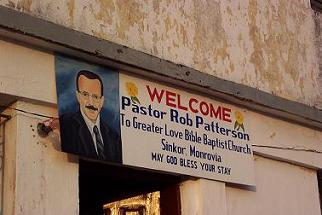 WELCOME
Pastor Rob Patterson
To Greater Love Bible Baptist Church
Sinkor, Monrovia
MAY GOD BLESS YOUR STAY